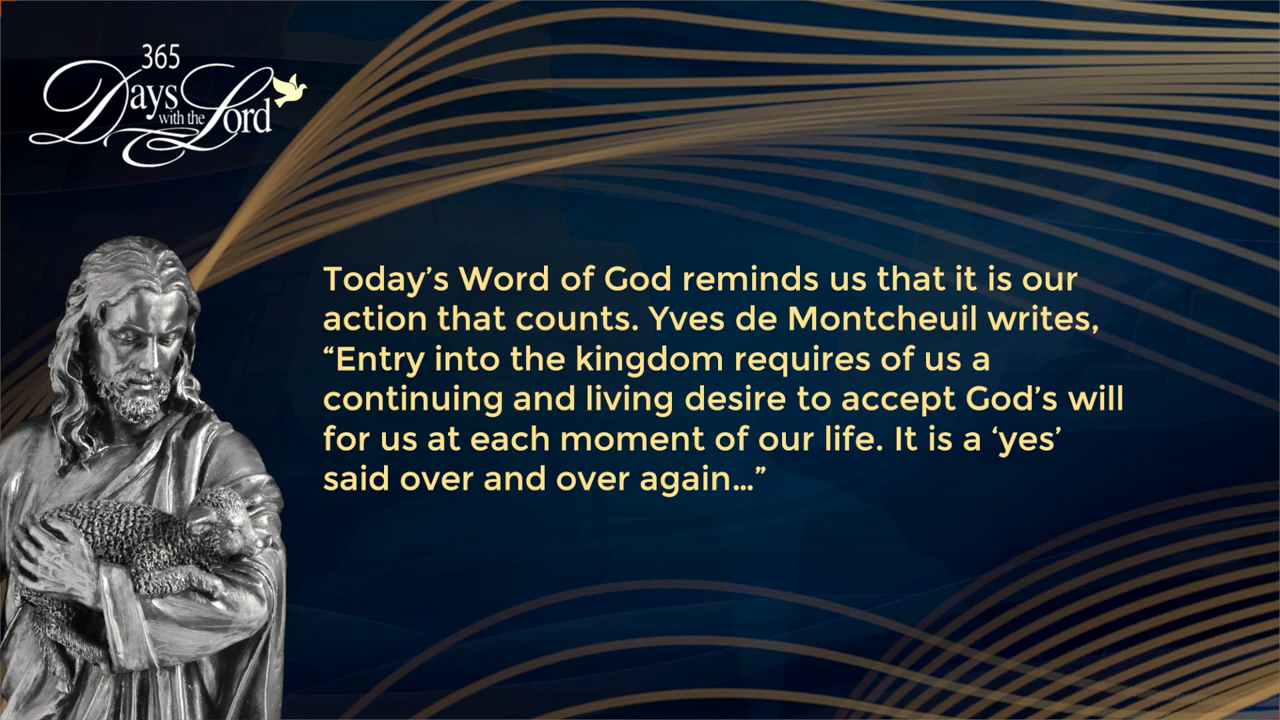 365
Days
with the
Lord
Today’s Word of God reminds us that it is our
action that counts. Yves de Montcheuil writes,
“Entry into the kingdom requires of us a
continuing and living desire to accept God’s will
for us at each moment of our life. It is a ‘yes’
said over and over again...”